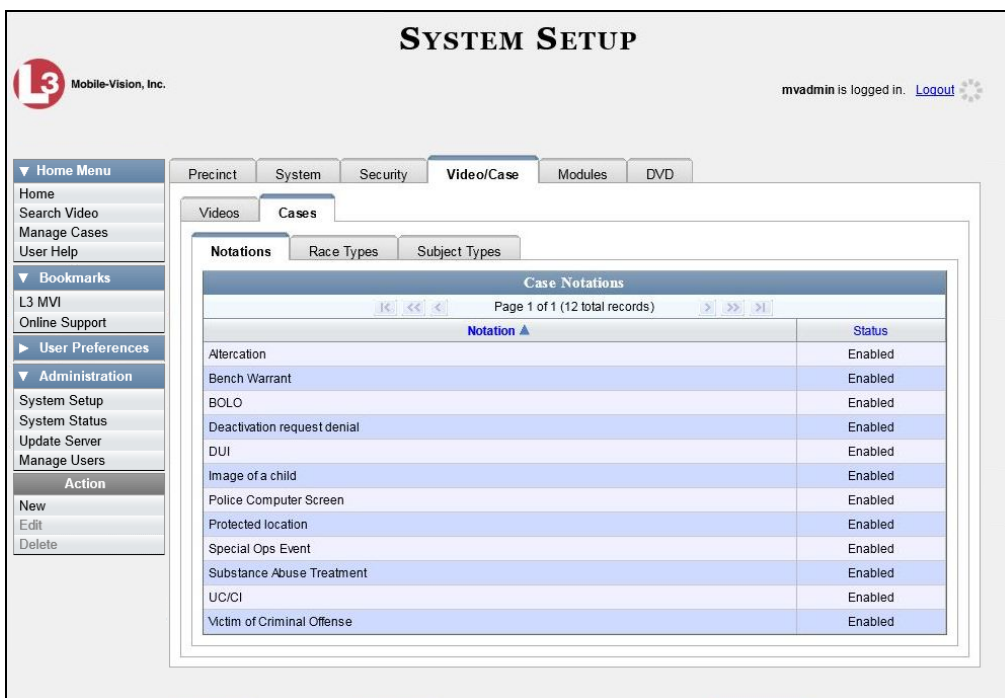 SYSTEM SETUP
L3 Mobile-Vision, Inc.
mvadmin is logged in. Logout
▼ Home Menu
Home
Search Video
Manage Cases
User Help
▼ Bookmarks
L3 MVI
Online Support
▶ User Preferences
▼ Administration
System Setup
System Status
Update Server
Manage Users
Action
New
Edit
Delete
Precinct System Security Video/Case Modules DVD
Videos Cases
Notations Race Types Subject Types
Case Notations
|< << < Page 1 of 1 (12 total records) > >> >|
Notation ▲ Status
Altercation Enabled
Bench Warrant Enabled
BOLO Enabled
Deactivation request denial Enabled
DUI Enabled
Image of a child Enabled
Police Computer Screen Enabled
Protected location Enabled
Special Ops Event Enabled
Substance Abuse Treatment Enabled
UC/CI Enabled
Victim of Criminal Offense Enabled